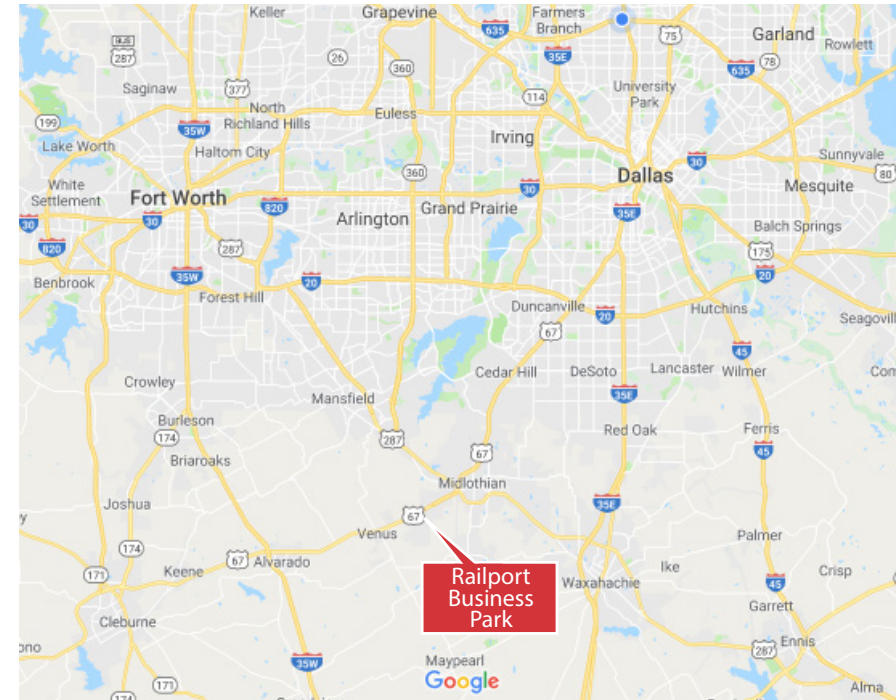 Keller
Grapevine
Farmers
Branch
635
75
Garland
BUS
287
26
35E
78
Rowlett
360
635
Saginaw
377
University
Park
114
North
Richland Hills
Euless
199
35W
Irving
Lake Worth
Haltom City
30
Sunnyvale
360
Dallas
80
White
Settlement
Fort Worth
30
Mesquite
820
Grand Prairie
30
30
Arlington
35E
Balch Springs
820
287
175
35W
20
20
Benbrook
Forest Hill
Duncanville
Hutchins
20
Seagovill
67
45
Cedar Hill
DeSoto
Lancaster
Wilmer
Com
Crowley
Mansfield
35E
Burleson
Red Oak
Ferris
174
287
67
45
Briaroaks
Midlothian
Joshua
35E
y
67
Venus
Palmer
174
67
Alvarado
Keene
Ike
Crisp
171
Railport
Business
Park
Waxahachie
45
Garrett
Cleburne
Ennis
ono
287
35W
Maypearl
171
Google
Alma
174